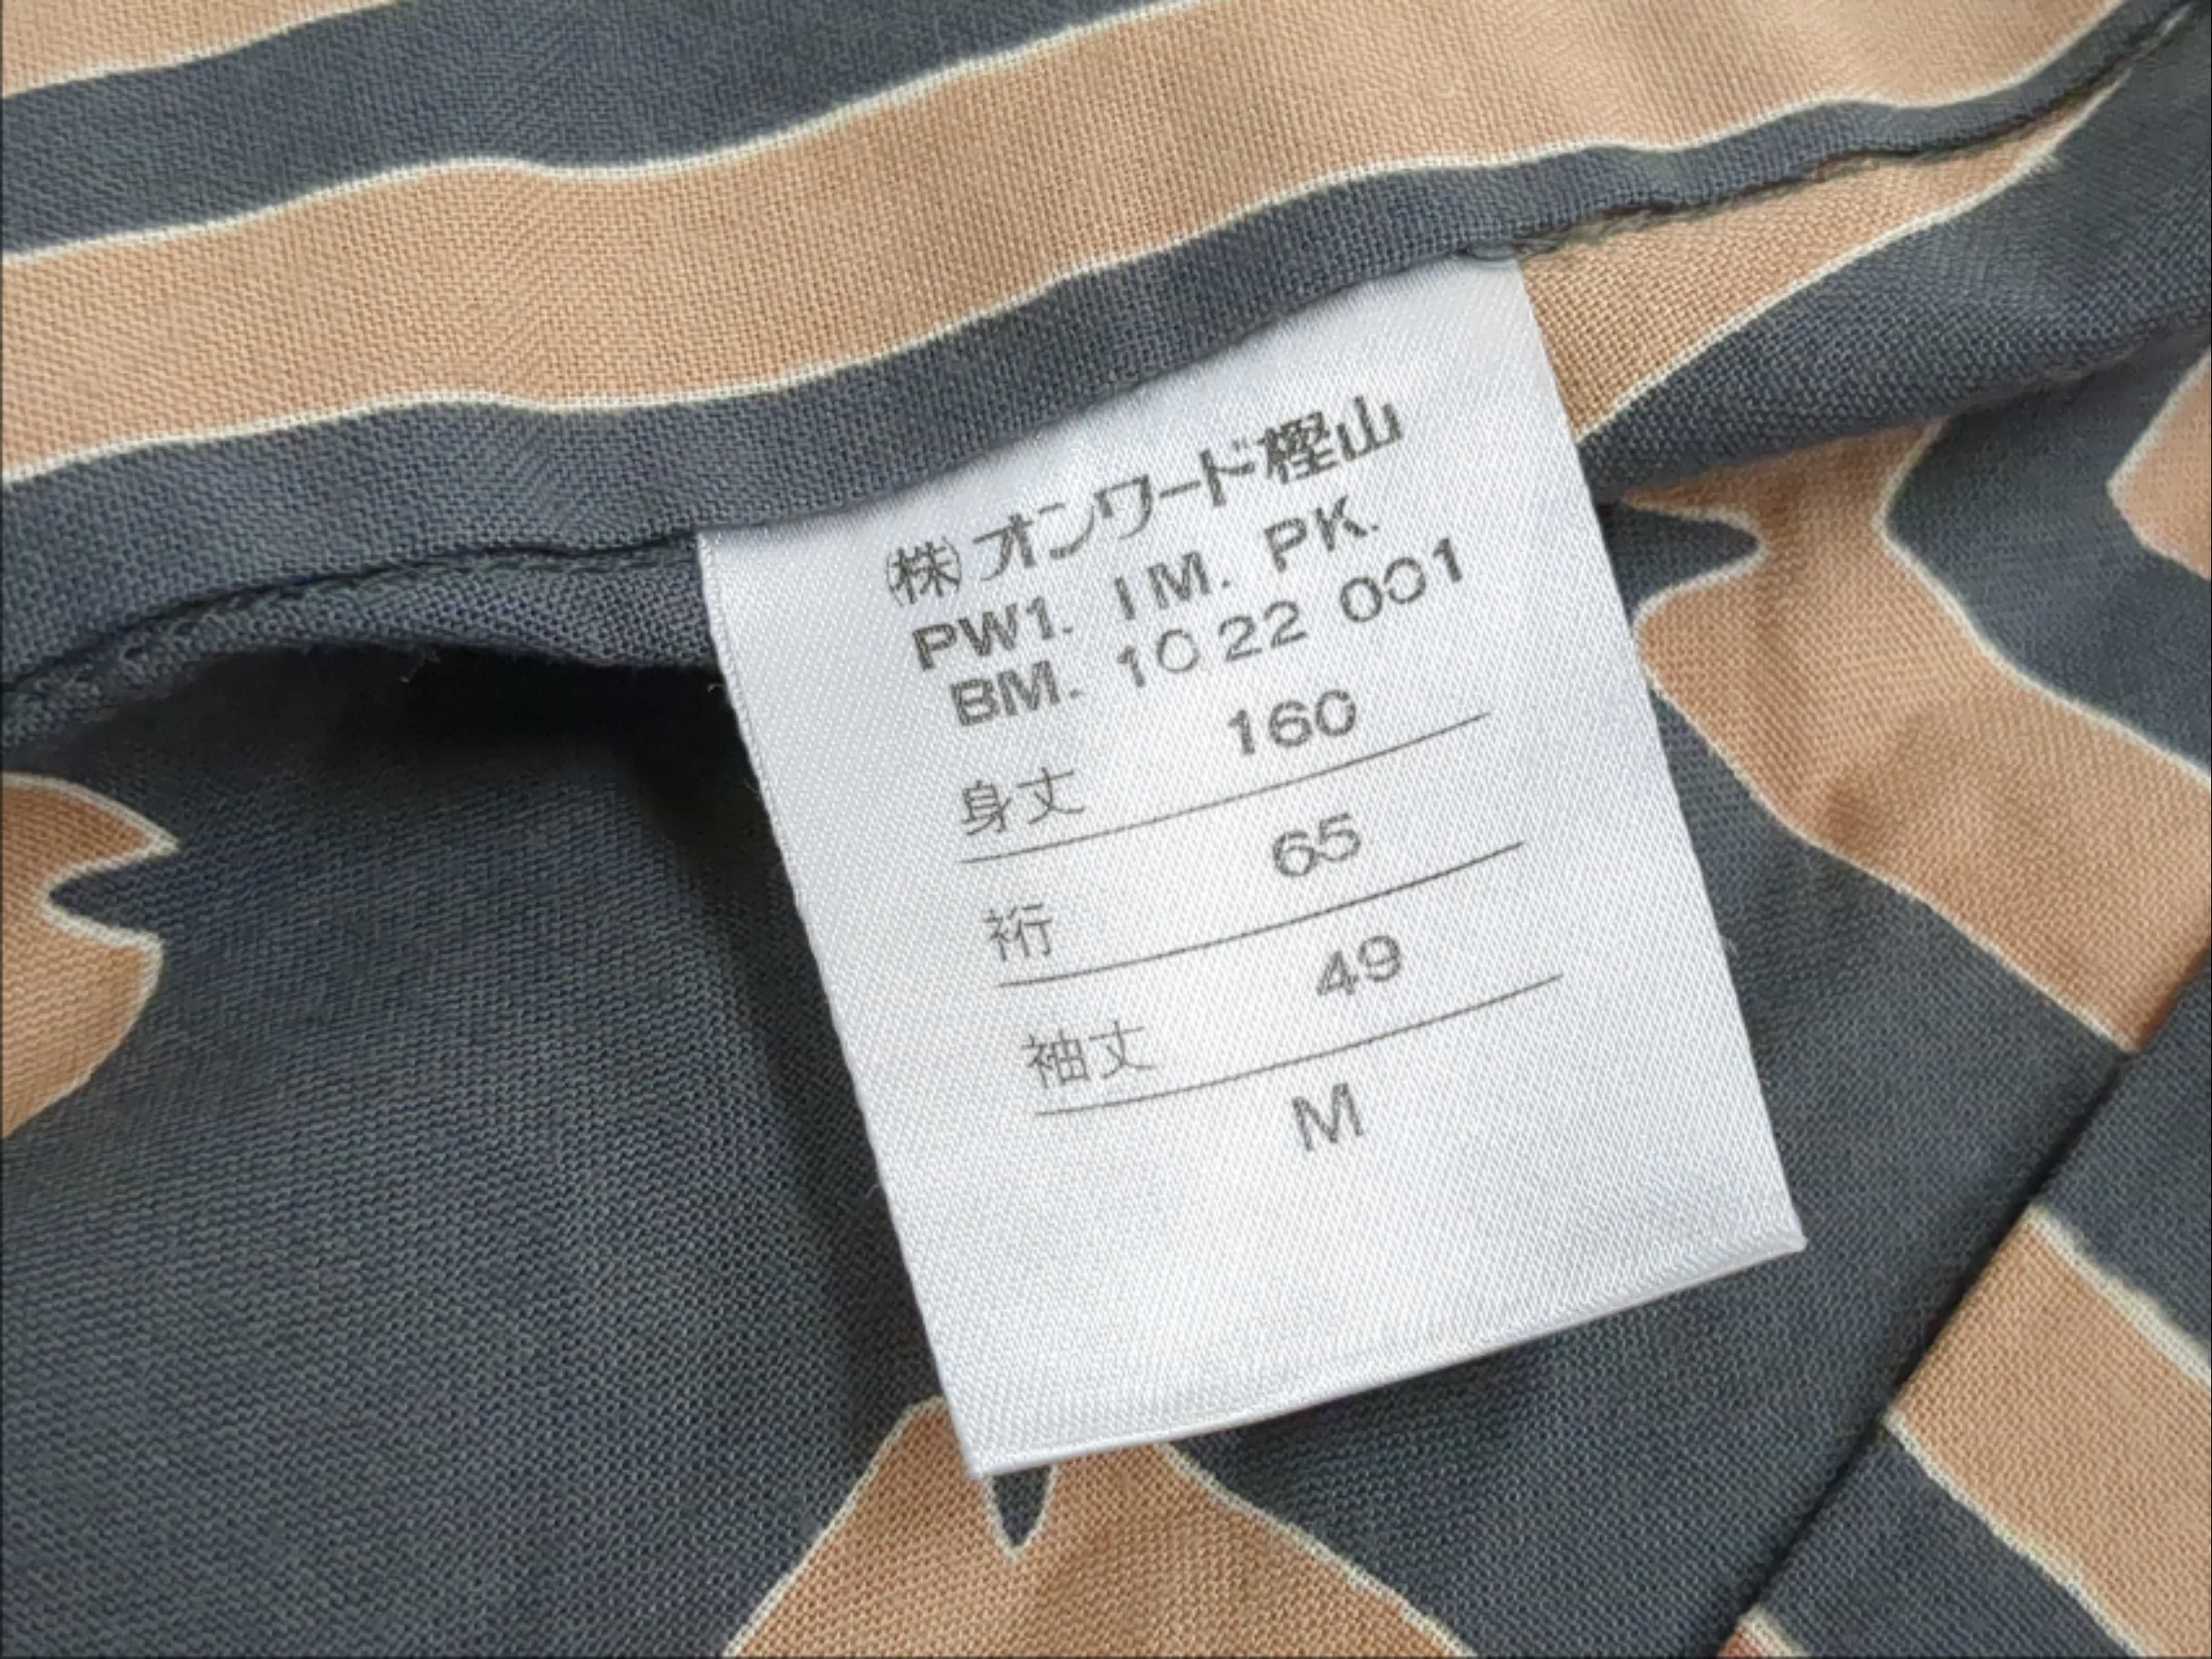 ㈱オンワード樫山
PW1. IM. PK.
BM. 1022 001
身丈 160
裄 65
袖丈 49
M